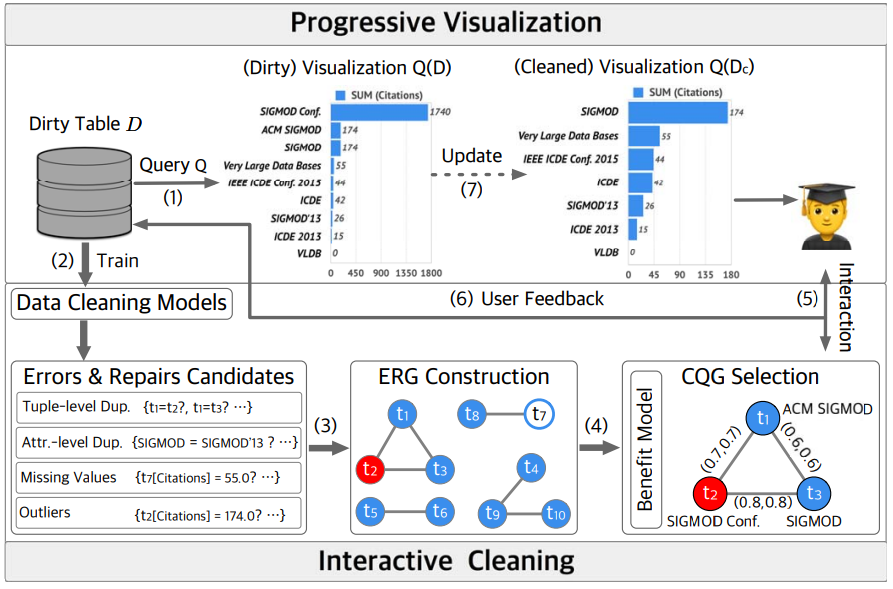 Progressive Visualization
(Dirty) Visualization Q(D)
SUM (Citations)
SIGMOD Conf. 1740
ACM SIGMOD 174
SIGMOD 174
Very Large Data Bases 55
IEEE ICDE Conf. 2015 44
ICDE 42
SIGMOD'13 26
ICDE 2013 15
VLDB 0
0 450 900 1350 1800
(Cleaned) Visualization Q(Dc)
SUM (Citations)
SIGMOD 174
Very Large Data Bases 55
IEEE ICDE Conf. 2015 44
ICDE 42
SIGMOD'13 26
ICDE 2013 15
VLDB 0
0 45 90 135 180
Dirty Table D
Query Q
(1)
Update
(7)
(2) Train
Data Cleaning Models
(6) User Feedback
(5)
Interaction
Errors & Repairs Candidates
Tuple-level Dup. {t1=t2?, t1=t3? ···}
Attr.-level Dup. {SIGMOD = SIGMOD'13 ? ···}
Missing Values {t7[Citations] = 55.0? ···}
Outliers {t2[Citations] = 174.0? ···}
(3)
ERG Construction
t1
t8
t7
t2
t3
t4
t5
t6
t9
t10
(4)
CQG Selection
Benefit Model
t1
ACM SIGMOD
(0.7,0.7)
(0.6,0.6)
t2
(0.8,0.8)
t3
SIGMOD Conf.
SIGMOD
Interactive Cleaning